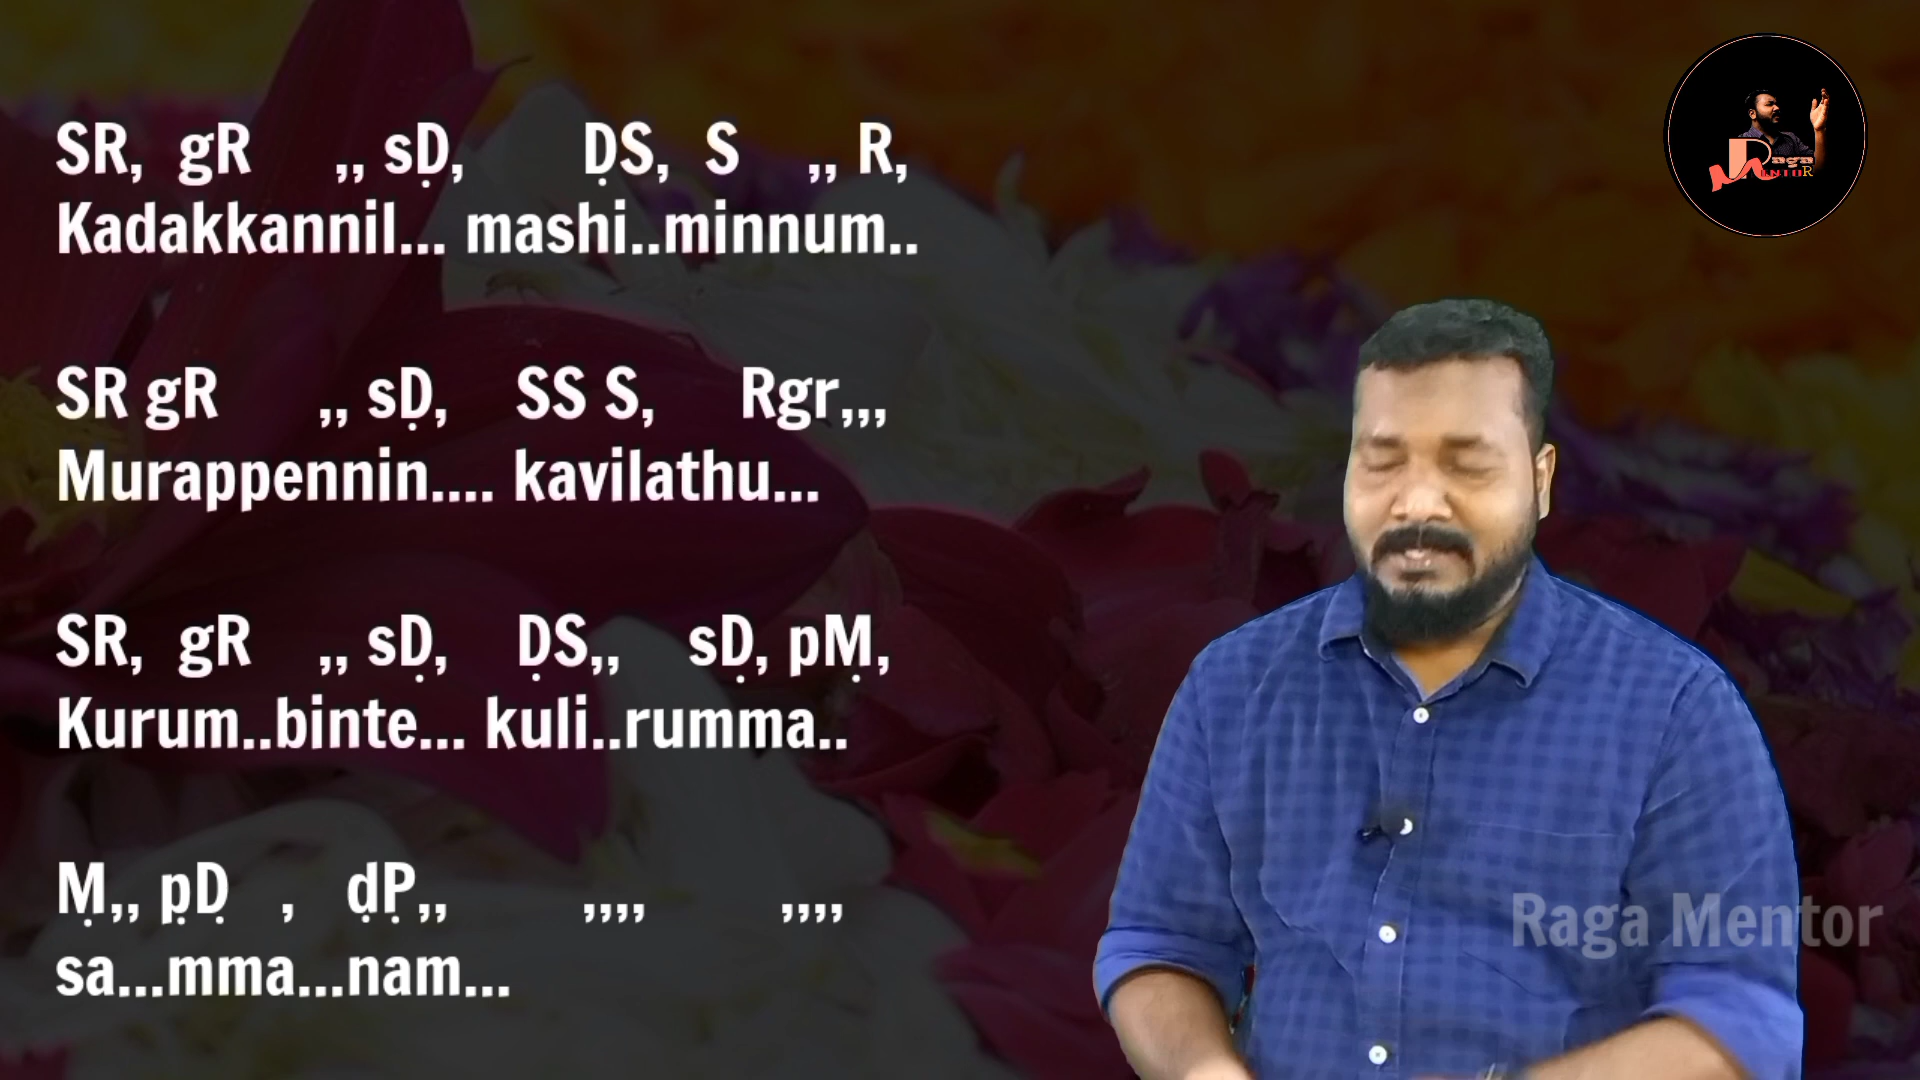 SR, gR ,, sḌ, ḌS, S ,, R,
Kadakkannil... mashi..minnum..
SR gR ,, sḌ, SS S, Rgr,,,
Murappennin.... kavilathu...
SR, gR ,, sḌ, ḌS,, sḌ, pṂ,
Kurum..binte... kuli..rumma..
Ṃ,, p̣Ḍ , ḍP̣,, ,,,, ,,,,
sa...mma...nam...
Raga Mentor